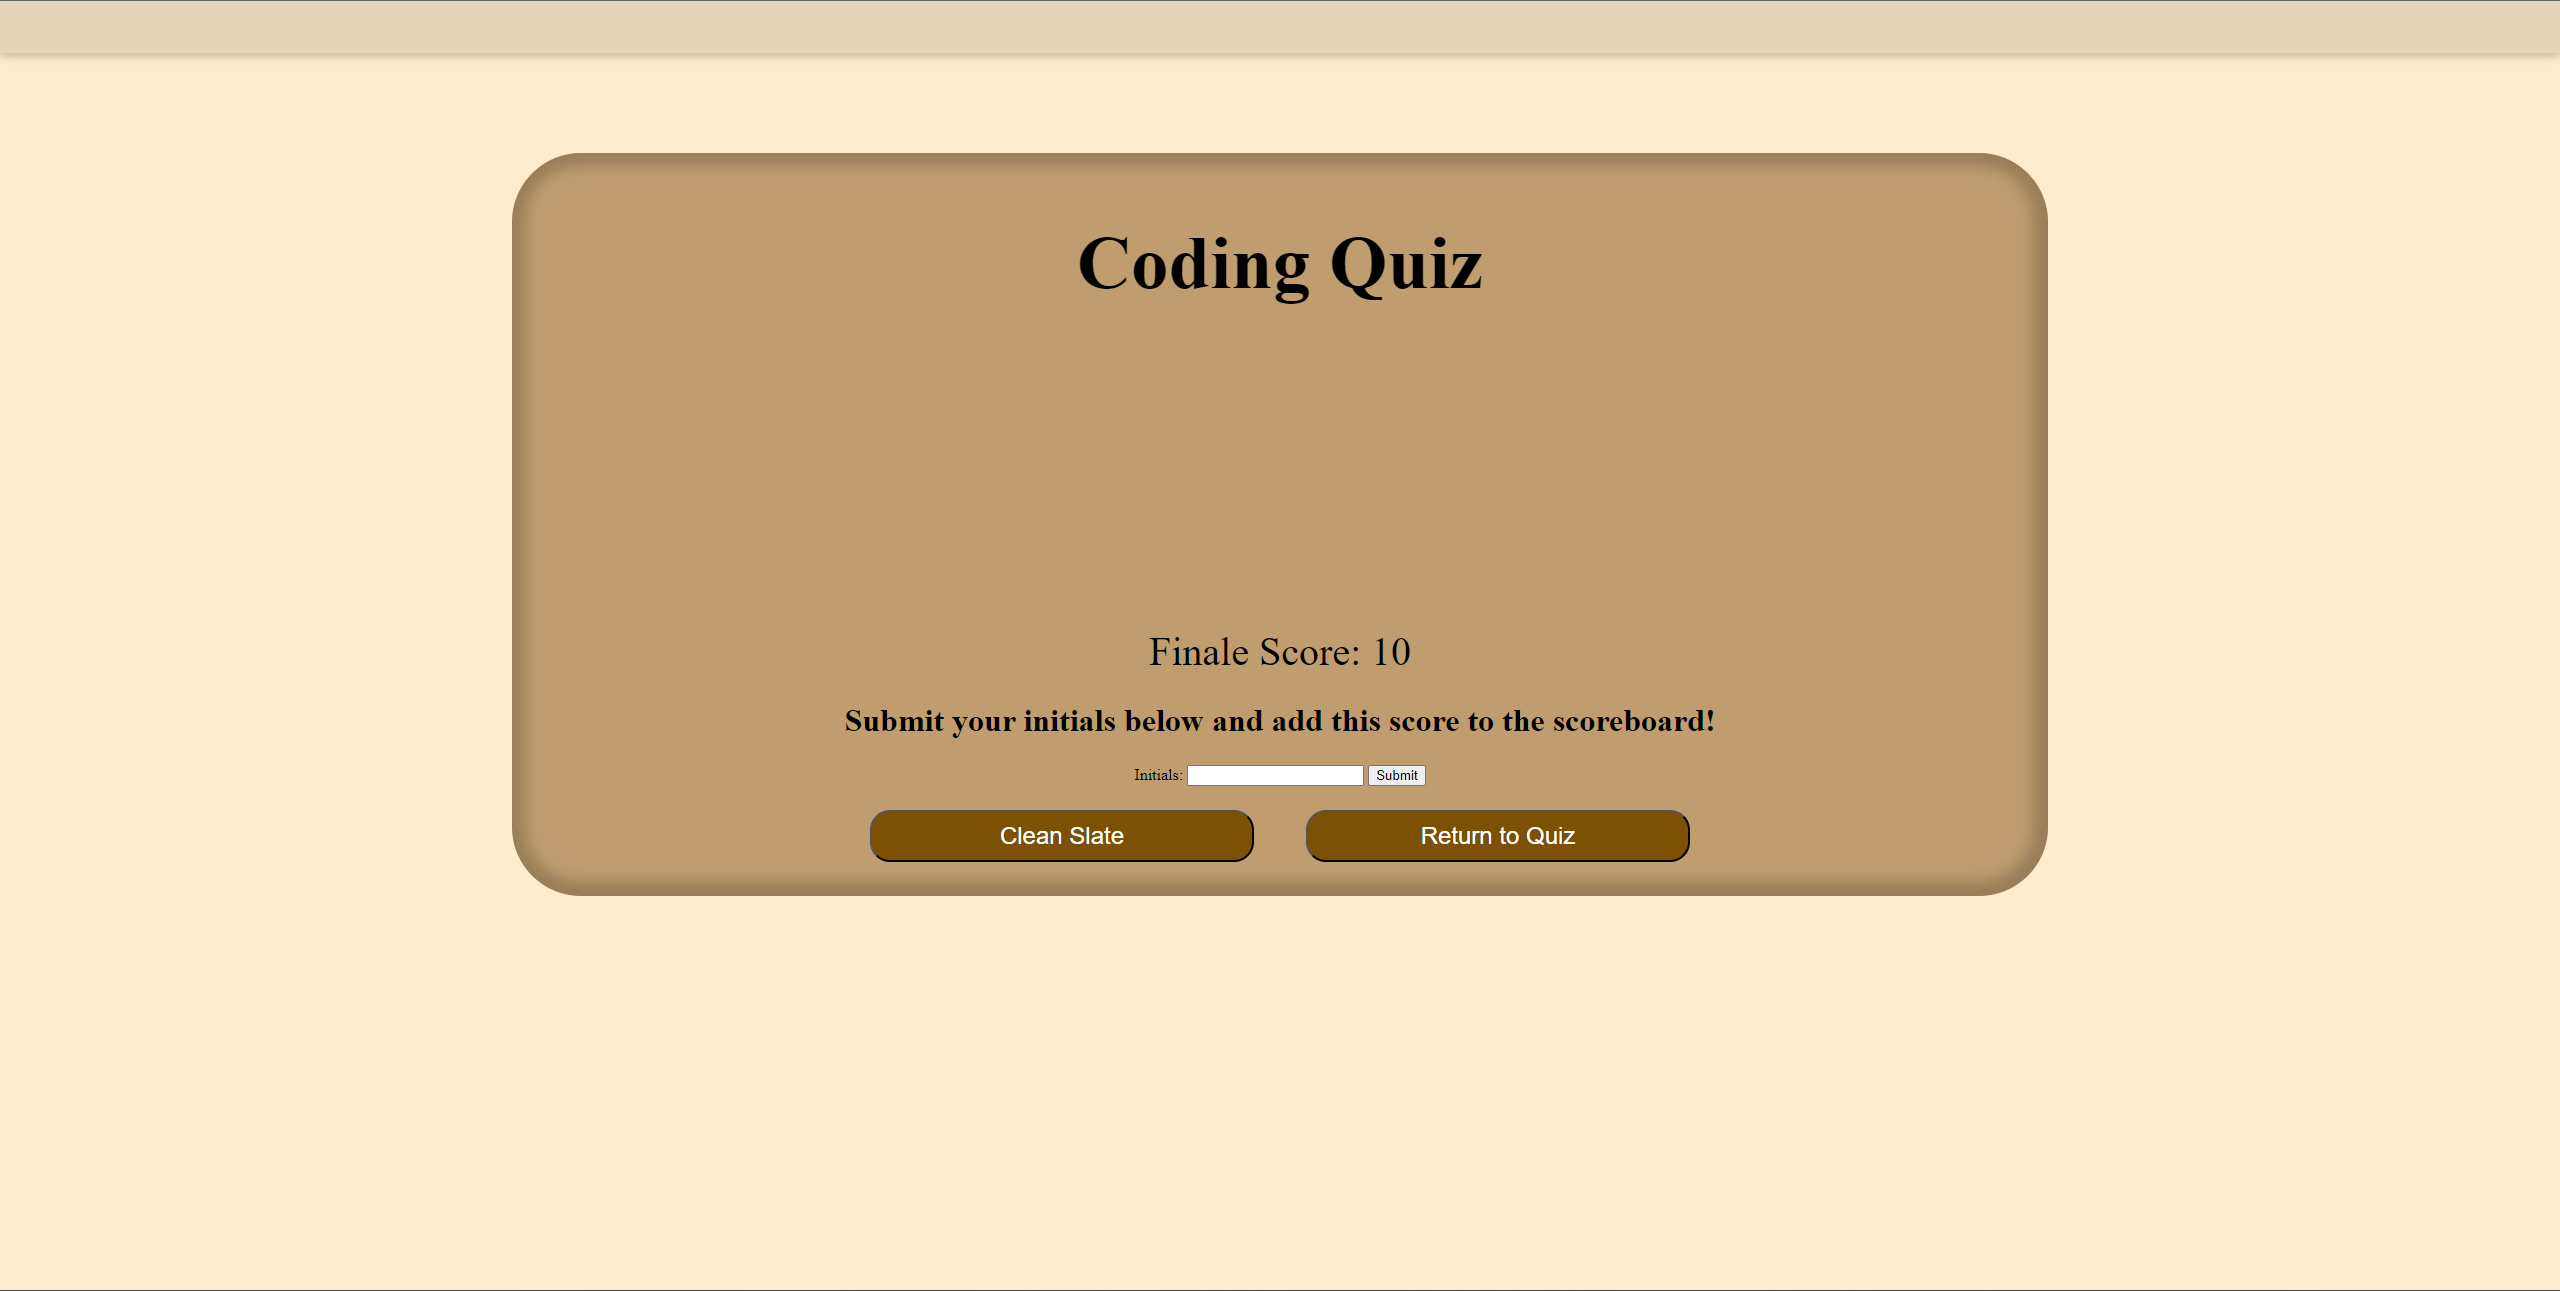 Coding Quiz
Finale Score: 10
Submit your initials below and add this score to the scoreboard!
Initials: Submit
Clean Slate Return to Quiz